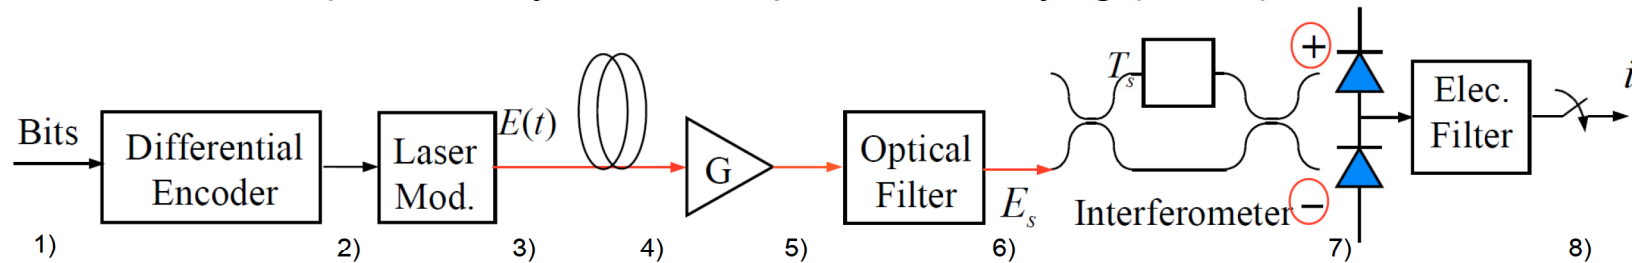 Bits
Differential
Encoder
Laser
Mod.
E(t)
G
Optical
Filter
E_s
T_s
Interferometer
+
−
Elec.
Filter
i
1)
2)
3)
4)
5)
6)
7)
8)